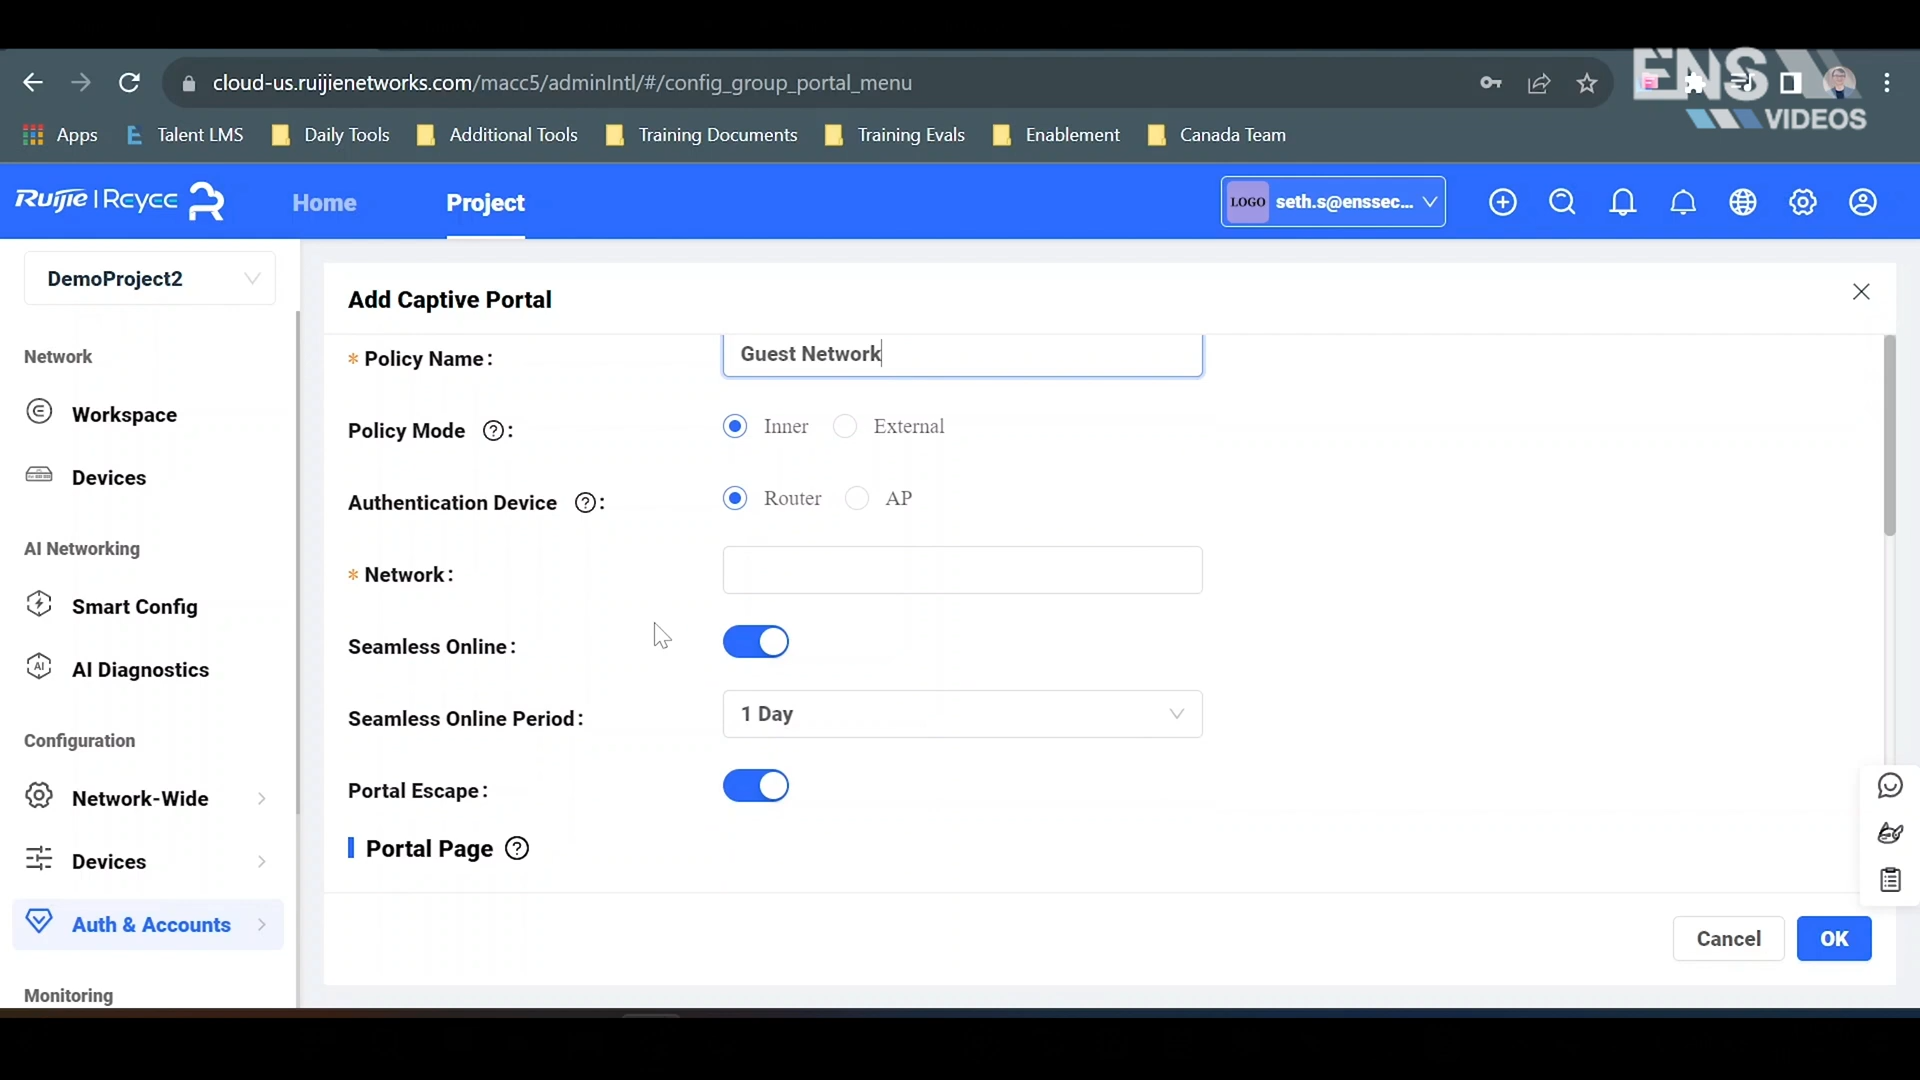 ENS
VIDEOS
cloud-us.ruijienetworks.com/macc5/adminIntl/#/config_group_portal_menu
Apps
Talent LMS
Daily Tools
Additional Tools
Training Documents
Training Evals
Enablement
Canada Team
Ruijie | Reyee
Home
Project
LOGO
seth.s@enssec...
DemoProject2
Network
Workspace
Devices
AI Networking
Smart Config
AI Diagnostics
Configuration
Network-Wide
Devices
Auth & Accounts
Monitoring
Add Captive Portal
* Policy Name:
Guest Network
Policy Mode ?:
Inner
External
Authentication Device ?:
Router
AP
* Network:
Seamless Online:
Seamless Online Period:
1 Day
Portal Escape:
Portal Page ?
Cancel
OK